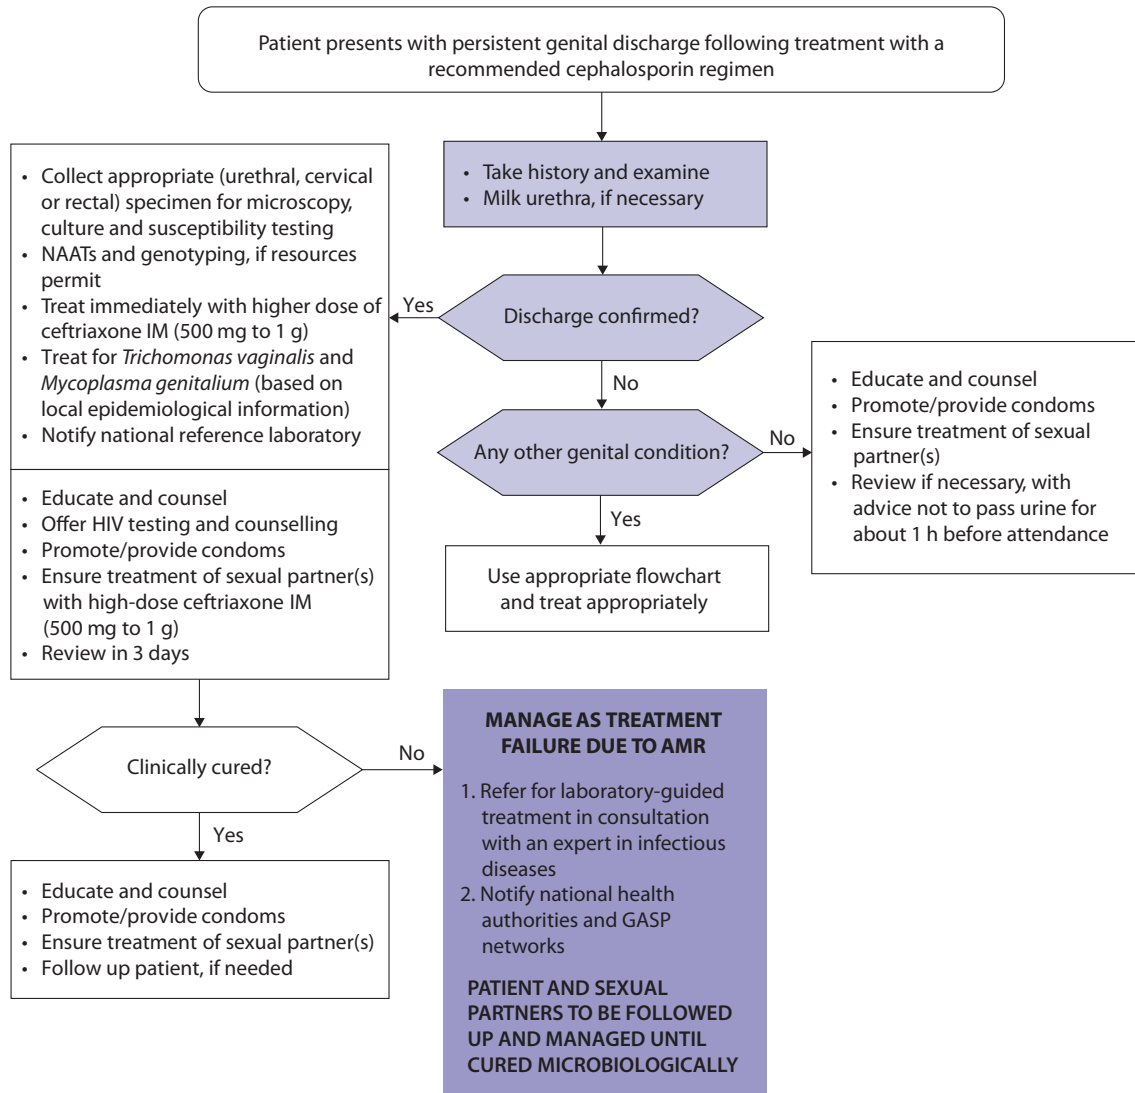 Patient presents with persistent genital discharge following treatment with a
recommended cephalosporin regimen
• Take history and examine
• Milk urethra, if necessary
Discharge confirmed?
Yes
No
• Collect appropriate (urethral, cervical
or rectal) specimen for microscopy,
culture and susceptibility testing
• NAATs and genotyping, if resources
permit
• Treat immediately with higher dose of
ceftriaxone IM (500 mg to 1 g)
• Treat for Trichomonas vaginalis and
Mycoplasma genitalium (based on
local epidemiological information)
• Notify national reference laboratory
• Educate and counsel
• Offer HIV testing and counselling
• Promote/provide condoms
• Ensure treatment of sexual partner(s)
with high-dose ceftriaxone IM
(500 mg to 1 g)
• Review in 3 days
Any other genital condition?
No
Yes
• Educate and counsel
• Promote/provide condoms
• Ensure treatment of sexual
partner(s)
• Review if necessary, with
advice not to pass urine for
about 1 h before attendance
Use appropriate flowchart
and treat appropriately
Clinically cured?
No
Yes
MANAGE AS TREATMENT
FAILURE DUE TO AMR
1. Refer for laboratory-guided
treatment in consultation
with an expert in infectious
diseases
2. Notify national health
authorities and GASP
networks
PATIENT AND SEXUAL
PARTNERS TO BE FOLLOWED
UP AND MANAGED UNTIL
CURED MICROBIOLOGICALLY
• Educate and counsel
• Promote/provide condoms
• Ensure treatment of sexual partner(s)
• Follow up patient, if needed